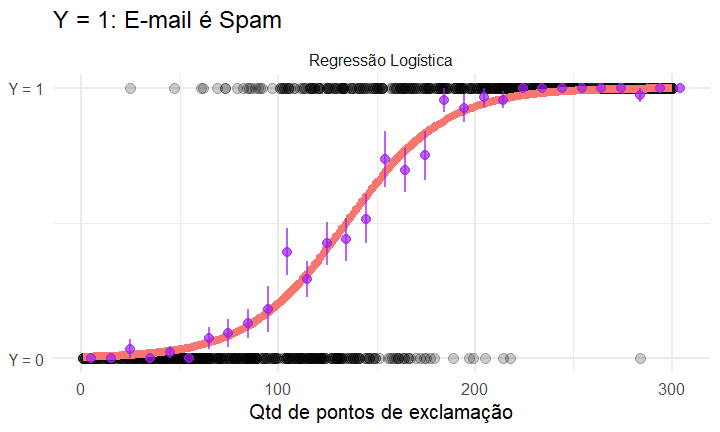 Y = 1: E-mail é Spam
Regressão Logística
Y = 1
Y = 0
0 100 200 300
Qtd de pontos de exclamação